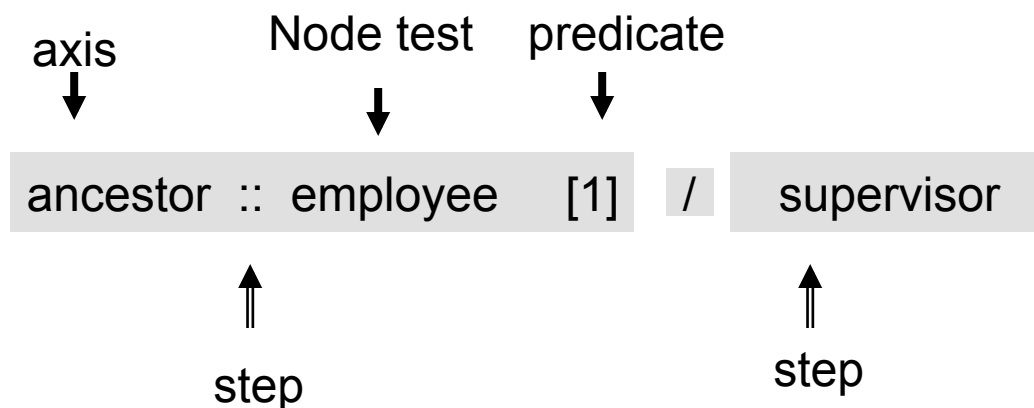 axis Node test predicate
ancestor :: employee [1] / supervisor
step step